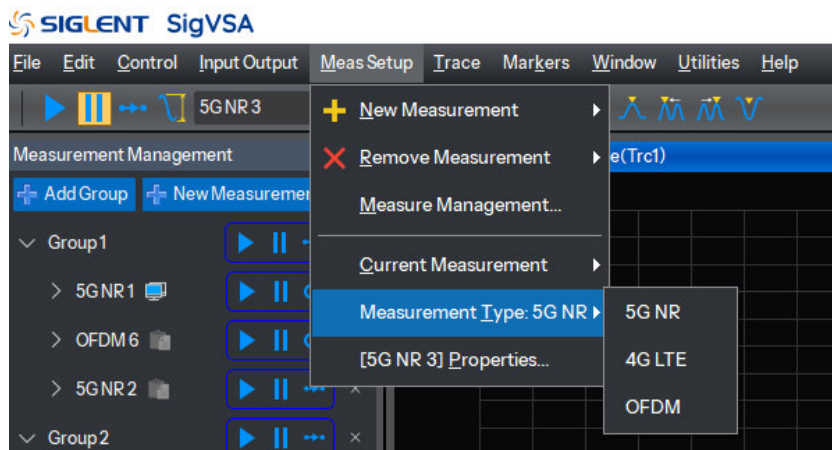 SIGLENT SigVSA
File Edit Control Input Output Meas Setup Trace Markers Window Utilities Help
5G NR 3
New Measurement
Measurement Management
Remove Measurement
e(Trc1)
Add Group
New Measuremen
Measure Management...
Group1
Current Measurement
5G NR 1
Measurement Type: 5G NR
5G NR
OFDM 6
[5G NR 3] Properties...
4G LTE
5G NR 2
OFDM
Group2